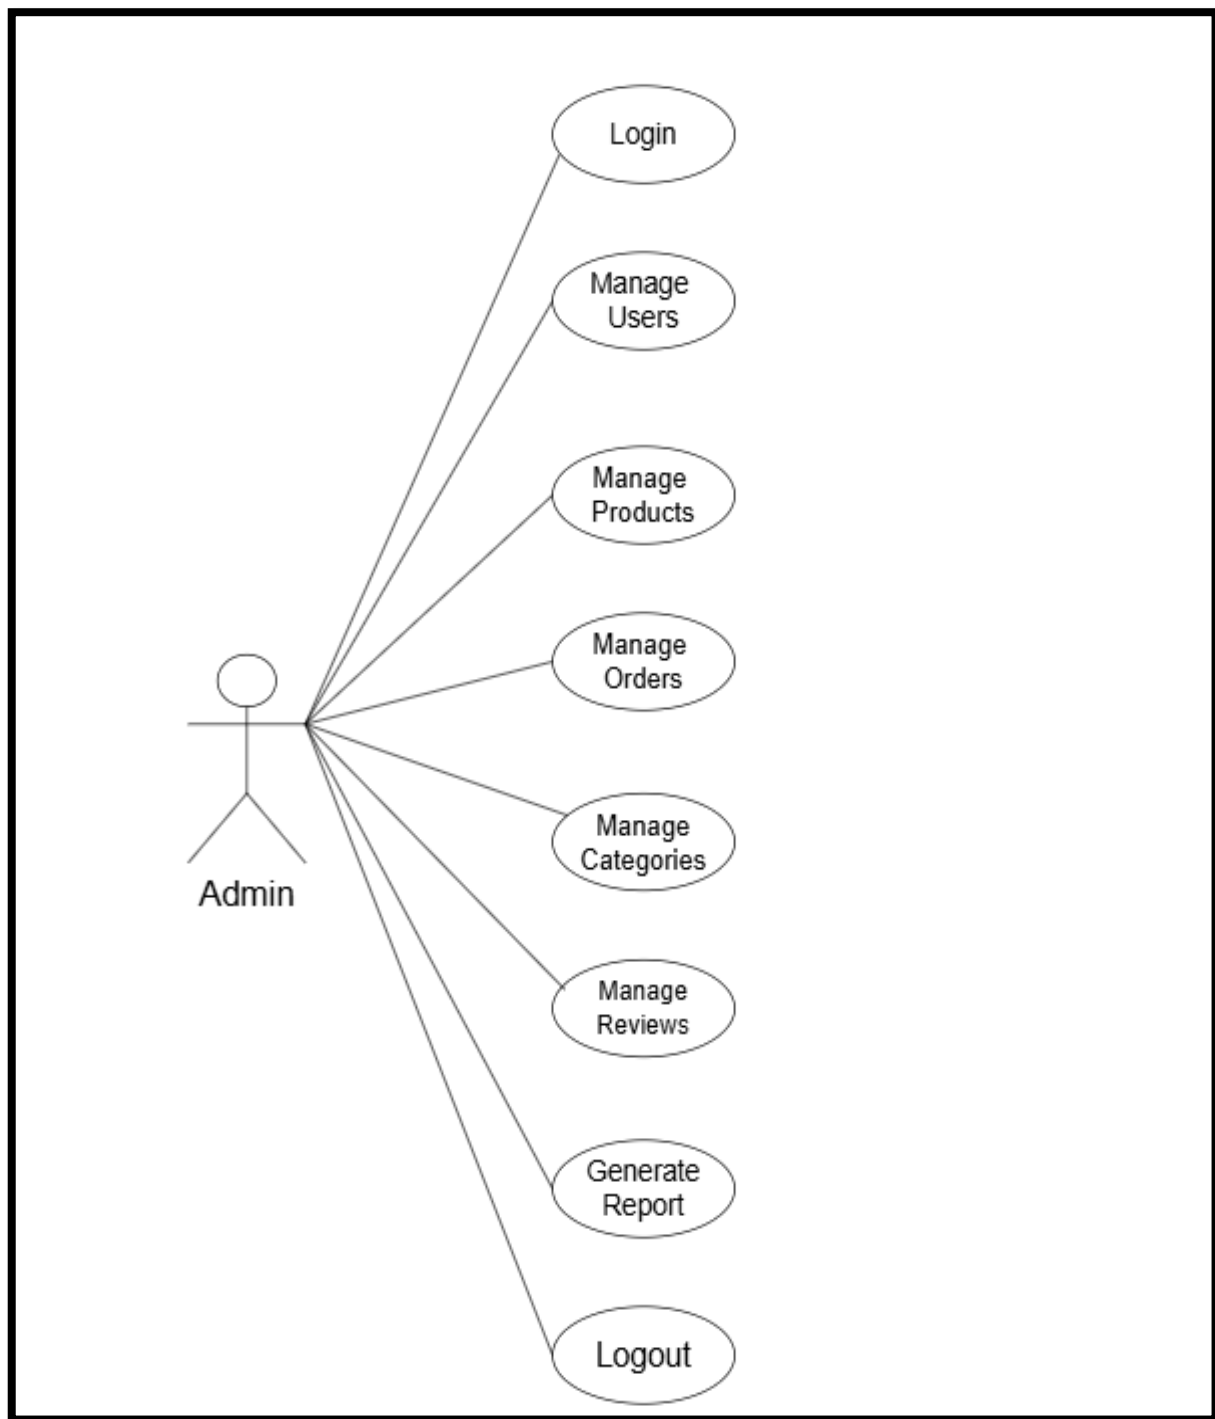 Login
Manage
Users
Manage
Products
Manage
Orders
Manage
Categories
Admin
Manage
Reviews
Generate
Report
Logout